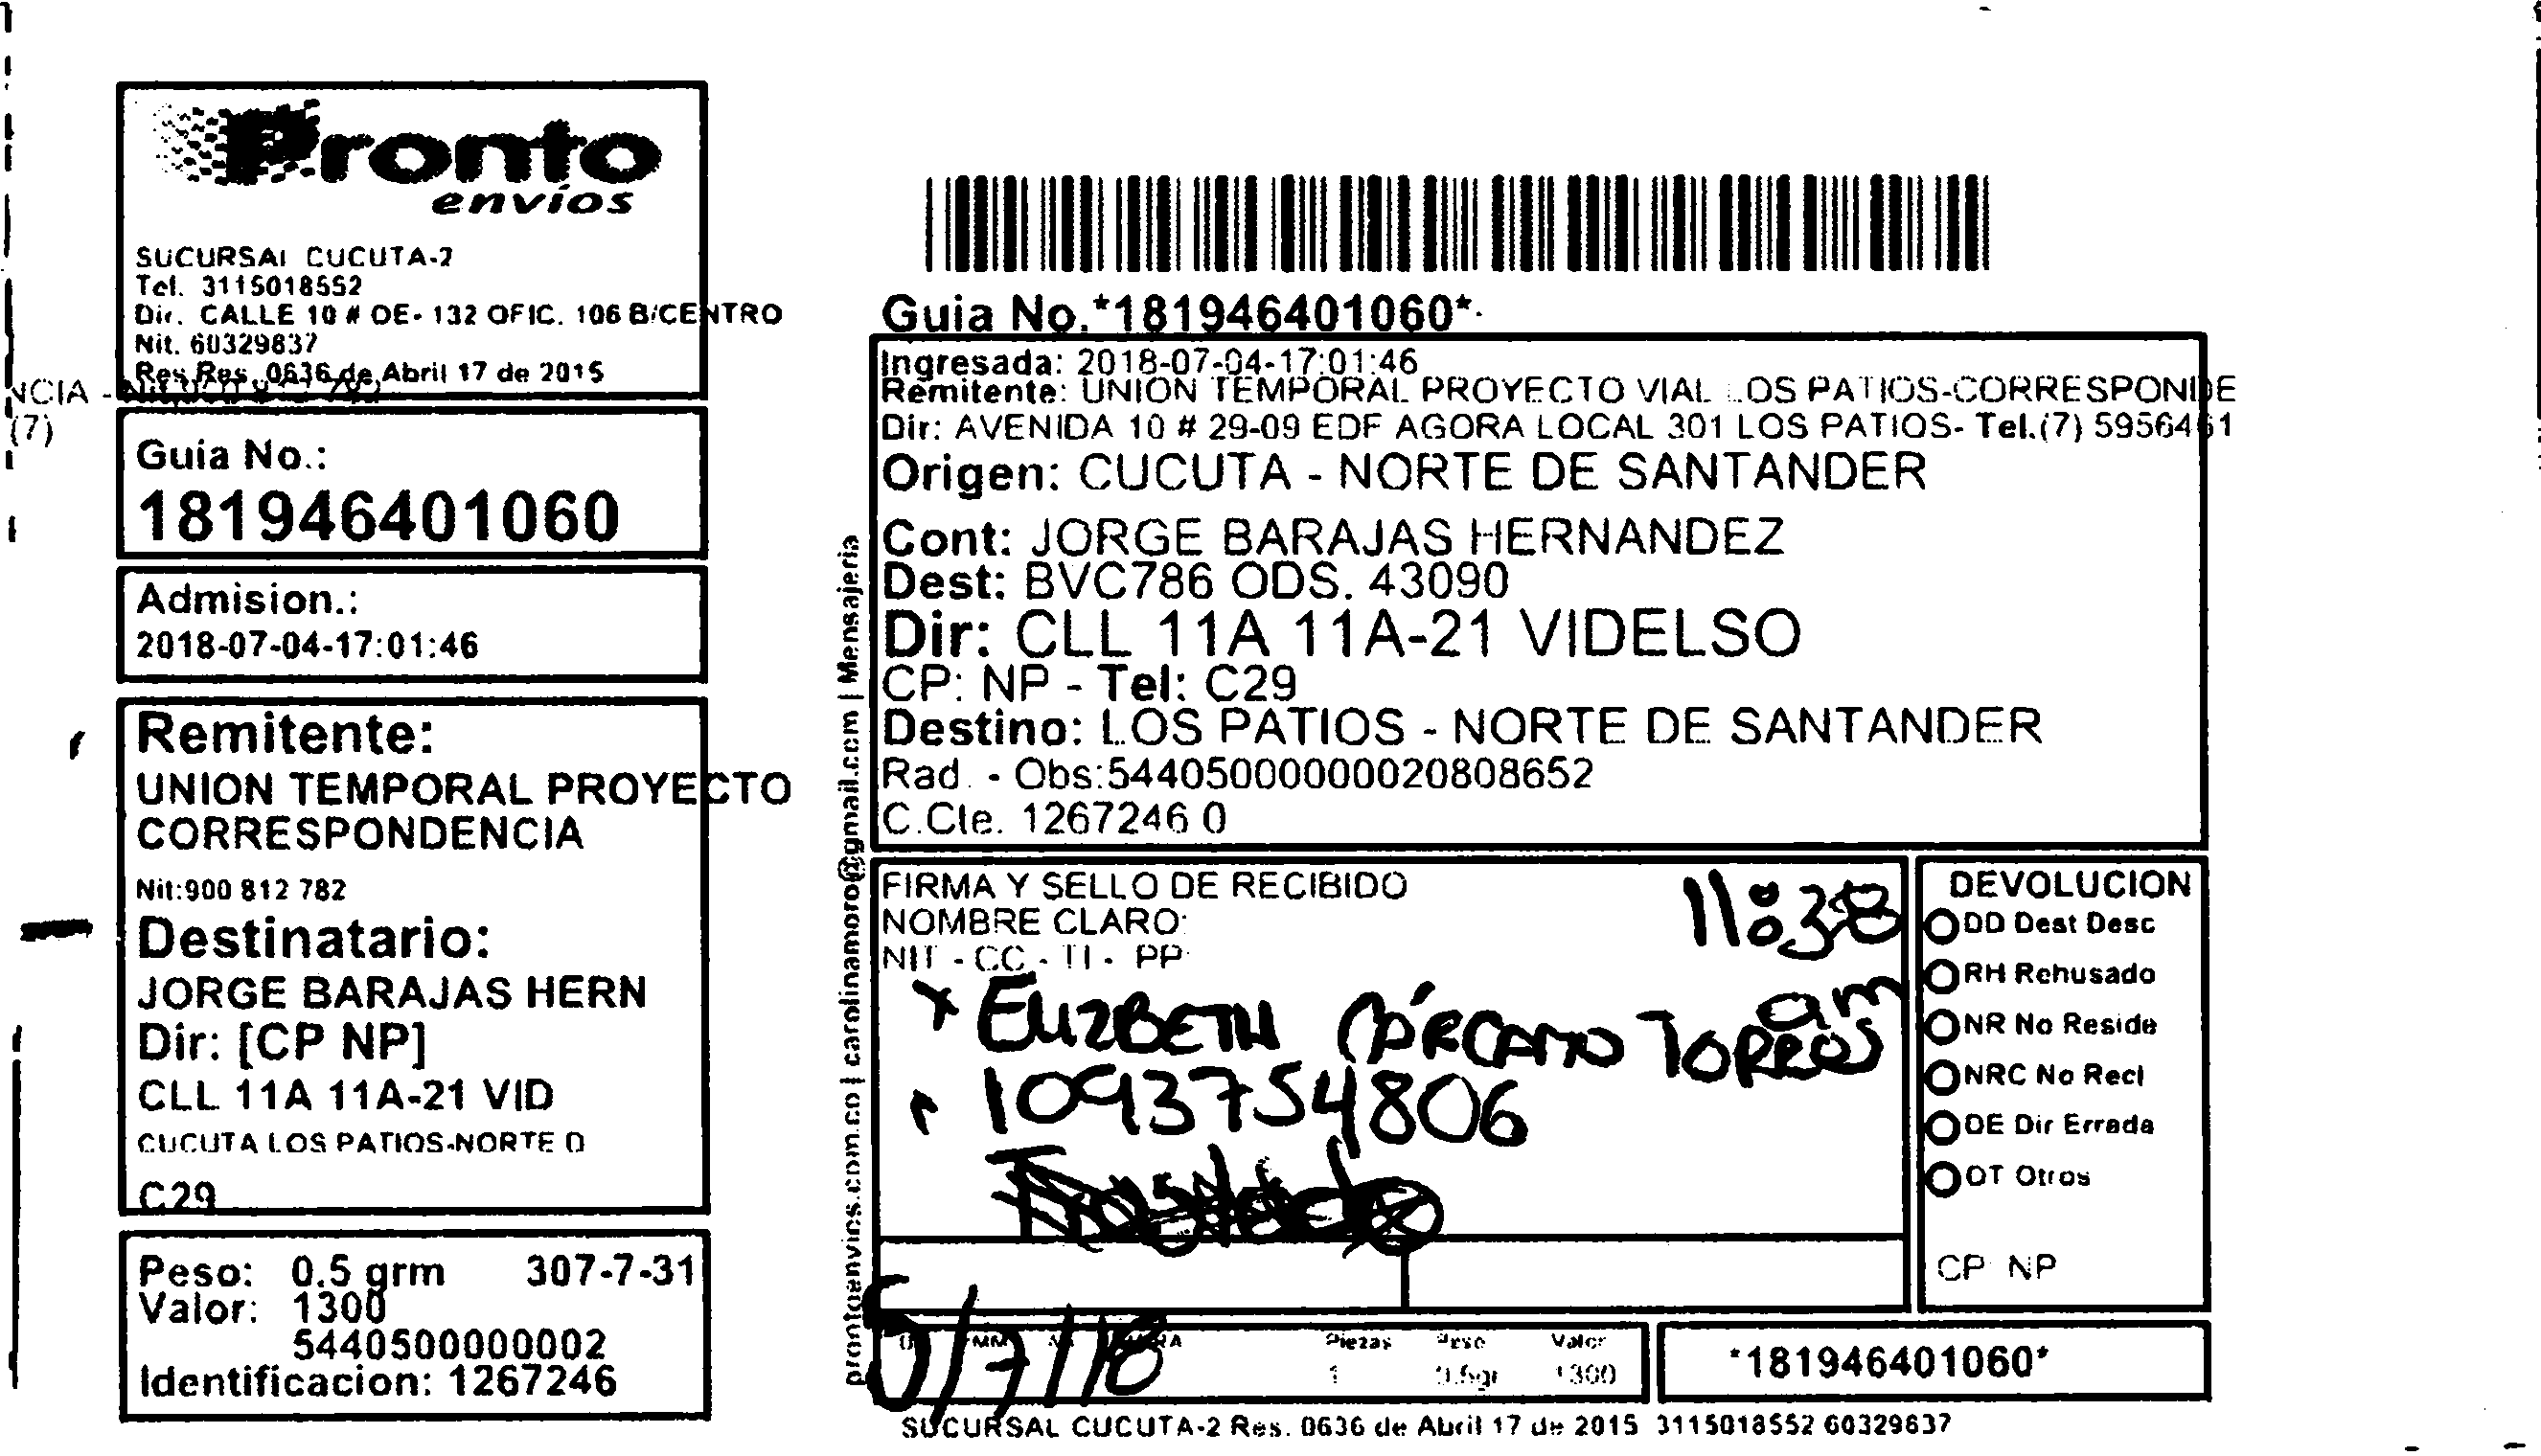 Pronto
envíos
SUCURSAL CUCUTA-2
Tel. 3115018552
Dir. CALLE 10 # OE- 132 OFIC. 106 B/CENTRO
Nit. 60329837
Res.Res. 0636 de Abril 17 de 2015
NCIA -
(7)
Guia No.:
181946401060
Admision.:
2018-07-04-17:01:46
Remitente:
UNION TEMPORAL PROYECTO
CORRESPONDENCIA
Nit:900 812 782
Destinatario:
JORGE BARAJAS HERN
Dir: [CP NP]
CLL 11A 11A-21 VID
CUCUTA LOS PATIOS-NORTE D
C29
Peso: 0.5 grm 307-7-31
Valor: 1300
5440500000002
Identificacion: 1267246
prontoenvios.com.co | carolinamoro@gmail.com | Mensajeria
Guia No.*181946401060*
Ingresada: 2018-07-04-17:01:46
Remitente: UNION TEMPORAL PROYECTO VIAL LOS PATIOS-CORRESPONDE
Dir: AVENIDA 10 # 29-09 EDF AGORA LOCAL 301 LOS PATIOS- Tel.(7) 5956461
Origen: CUCUTA - NORTE DE SANTANDER
Cont: JORGE BARAJAS HERNANDEZ
Dest: BVC786 ODS. 43090
Dir: CLL 11A 11A-21 VIDELSO
CP: NP - Tel: C29
Destino: LOS PATIOS - NORTE DE SANTANDER
Rad. - Obs:54405000000020808652
C.Cte. 1267246 0
FIRMA Y SELLO DE RECIBIDO
NOMBRE CLARO:
NIT - CC - TI - PP
11:38 am
x ELIZBETH CÁRCAMO TORRES
1093754806
5/7/18
DEVOLUCION
DD Dest Desc
RH Rehusado
NR No Reside
NRC No Recl
DE Dir Errada
OT Otros
CP NP
MM
Piezas Peso Valor
1 0.5gr 1300
*181946401060*
SUCURSAL CUCUTA-2 Res. 0636 de Abril 17 de 2015 3115018552 60329837